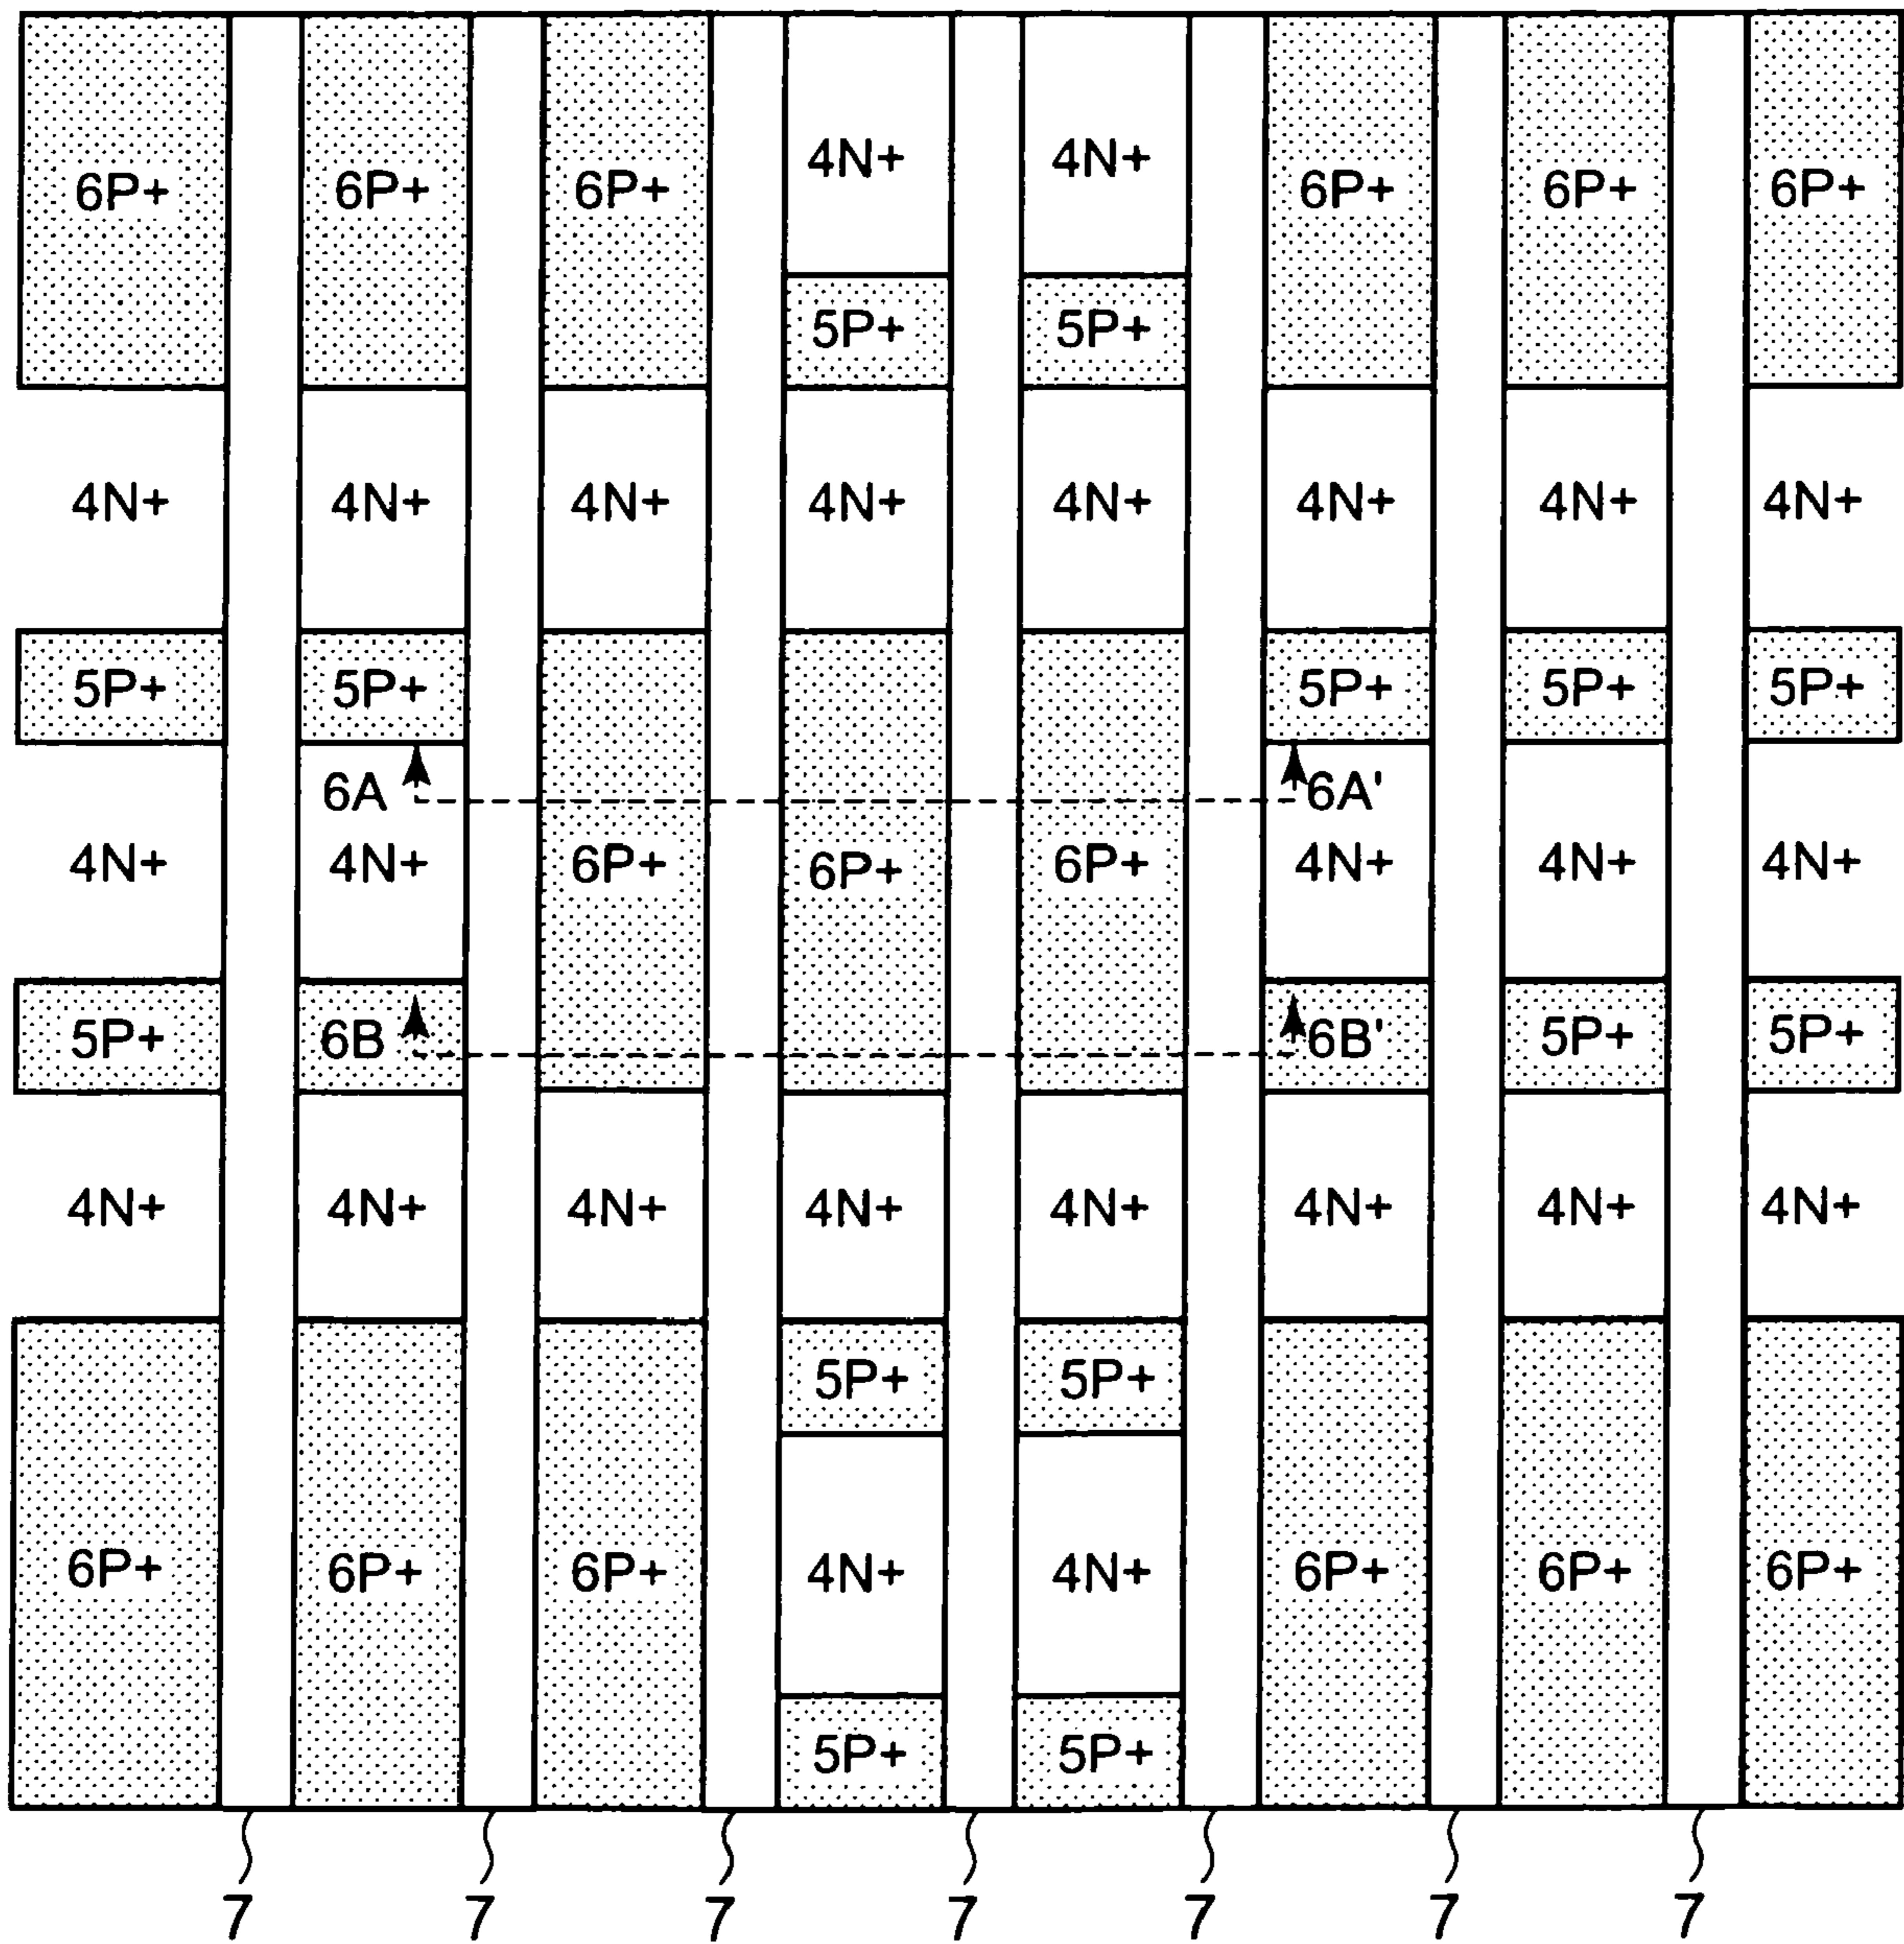 4N+ 4N+
6P+ 6P+ 6P+ 6P+ 6P+ 6P+
5P+ 5P+
4N+ 4N+ 4N+ 4N+ 4N+ 4N+ 4N+ 4N+
5P+ 5P+ 5P+ 5P+ 5P+
6A 6A'
4N+ 4N+ 6P+ 6P+ 6P+ 4N+ 4N+ 4N+
5P+ 6B 6B' 5P+ 5P+
4N+ 4N+ 4N+ 4N+ 4N+ 4N+ 4N+ 4N+
5P+ 5P+
6P+ 6P+ 6P+ 4N+ 4N+ 6P+ 6P+ 6P+
5P+ 5P+
7 7 7 7 7 7 7